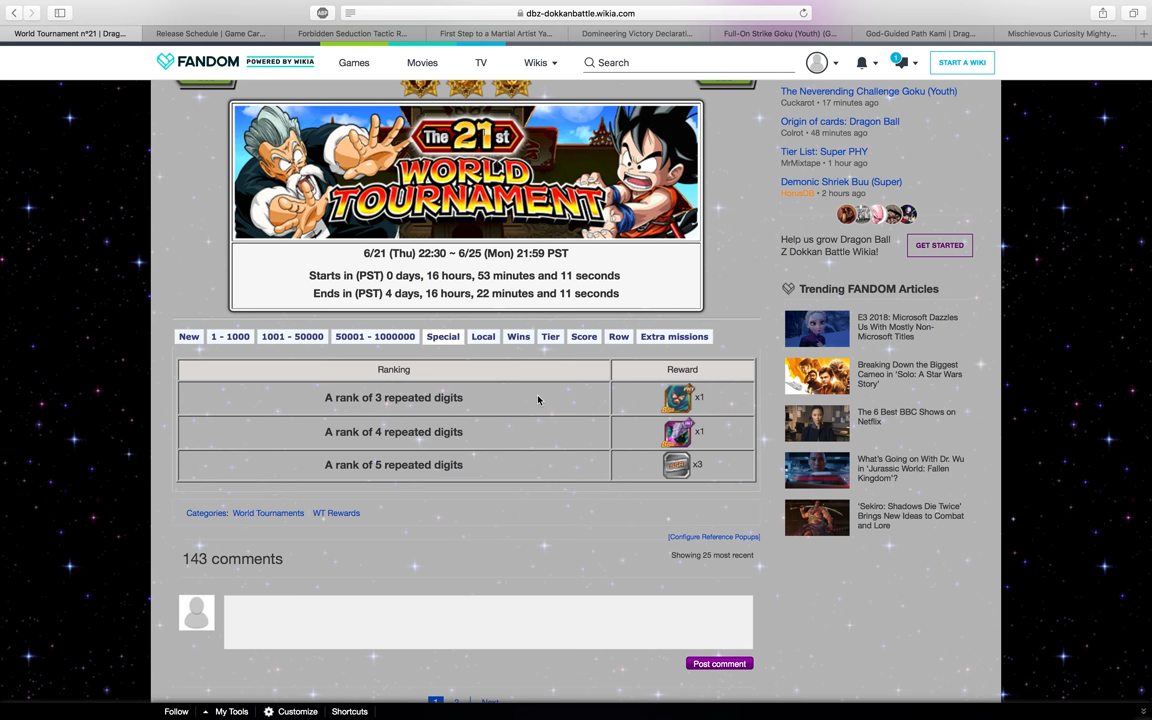 dbz-dokkanbattle.wikia.com
World Tournament n°21 | Drag...
Release Schedule | Game Car...
Forbidden Seduction Tactic R...
First Step to a Martial Artist Ya...
Domineering Victory Declarati...
Full-On Strike Goku (Youth) (G...
God-Guided Path Kami | Drag...
Mischievous Curiosity Mighty...
FANDOM POWERED BY WIKIA
Games
Movies
TV
Wikis
Search
1
START A WIKI
The 21st
WORLD
TOURNAMENT
6/21 (Thu) 22:30 ~ 6/25 (Mon) 21:59 PST
Starts in (PST) 0 days, 16 hours, 53 minutes and 11 seconds
Ends in (PST) 4 days, 16 hours, 22 minutes and 11 seconds
New
1 - 1000
1001 - 50000
50001 - 1000000
Special
Local
Wins
Tier
Score
Row
Extra missions
Ranking Reward
A rank of 3 repeated digits x1
A rank of 4 repeated digits x1
A rank of 5 repeated digits x3
Categories: World Tournaments WT Rewards
[Configure Reference Popups]
143 comments
Showing 25 most recent
Post comment
1 2 Next
The Neverending Challenge Goku (Youth)
Cuckarot • 17 minutes ago
Origin of cards: Dragon Ball
Colrot • 48 minutes ago
Tier List: Super PHY
MrMixtape • 1 hour ago
Demonic Shriek Buu (Super)
HorusDB • 2 hours ago
Help us grow Dragon Ball
Z Dokkan Battle Wikia!
GET STARTED
Trending FANDOM Articles
E3 2018: Microsoft Dazzles
Us With Mostly Non-
Microsoft Titles
Breaking Down the Biggest
Cameo in 'Solo: A Star Wars
Story'
The 6 Best BBC Shows on
Netflix
What's Going on With Dr. Wu
in 'Jurassic World: Fallen
Kingdom'?
'Sekiro: Shadows Die Twice'
Brings New Ideas to Combat
and Lore
Follow
My Tools
Customize
Shortcuts